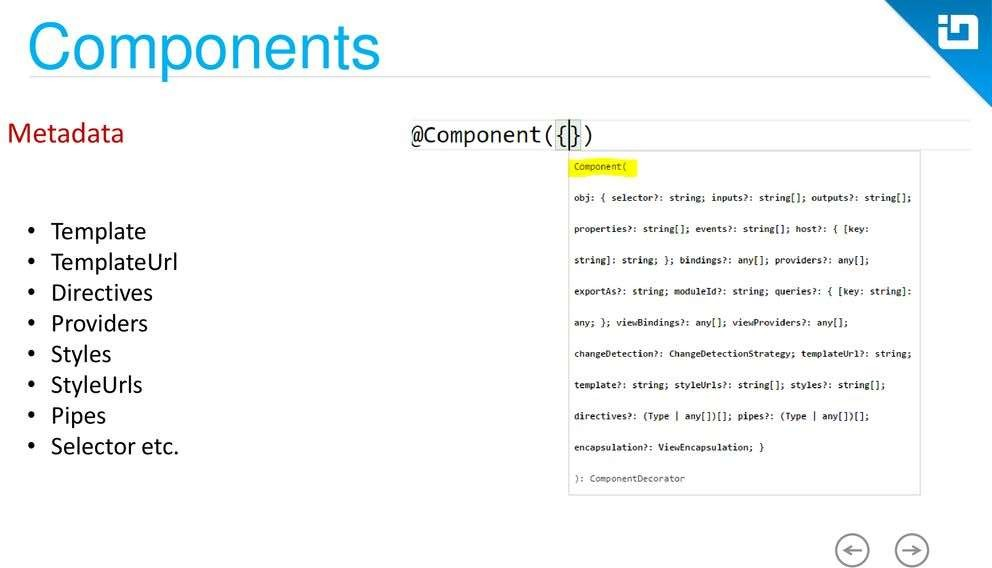 Components
Metadata
• Template
• TemplateUrl
• Directives
• Providers
• Styles
• StyleUrls
• Pipes
• Selector etc.
@Component({})
Component(
obj: { selector?: string; inputs?: string[]; outputs?: string[];
properties?: string[]; events?: string[]; host?: { [key:
string]: string; }; bindings?: any[]; providers?: any[];
exportAs?: string; moduleId?: string; queries?: { [key: string]:
any; }; viewBindings?: any[]; viewProviders?: any[];
changeDetection?: ChangeDetectionStrategy; templateUrl?: string;
template?: string; styleUrls?: string[]; styles?: string[];
directives?: (Type | any[])[]; pipes?: (Type | any[])[];
encapsulation?: ViewEncapsulation; }
): ComponentDecorator